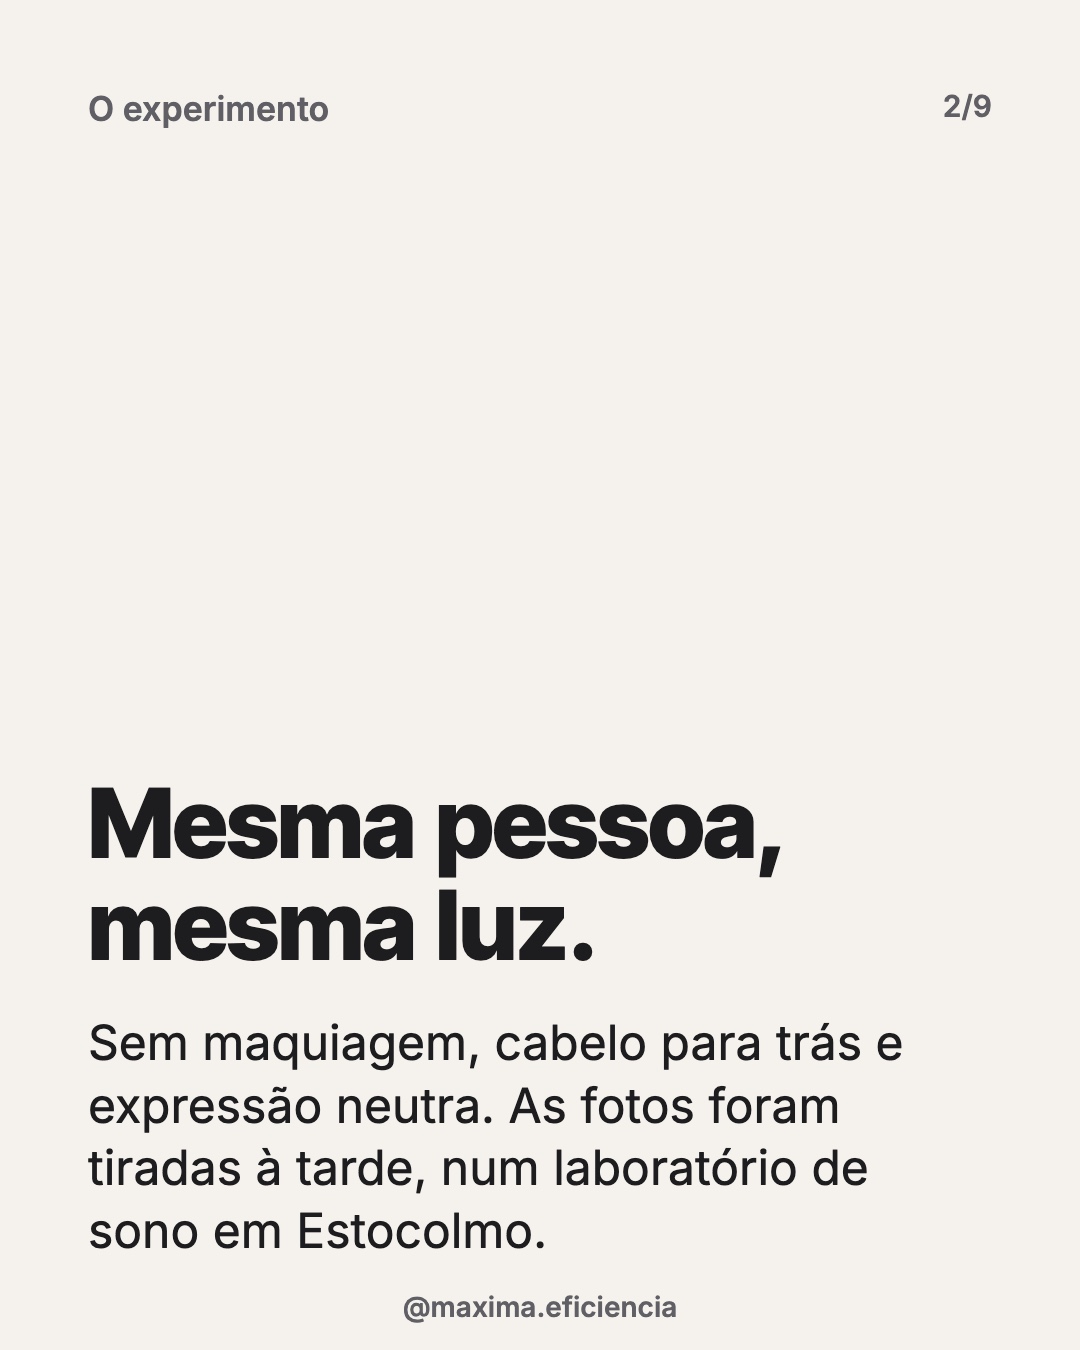 O experimento
2/9
Mesma pessoa,
mesma luz.
Sem maquiagem, cabelo para trás e
expressão neutra. As fotos foram
tiradas à tarde, num laboratório de
sono em Estocolmo.
@maxima.eficiencia